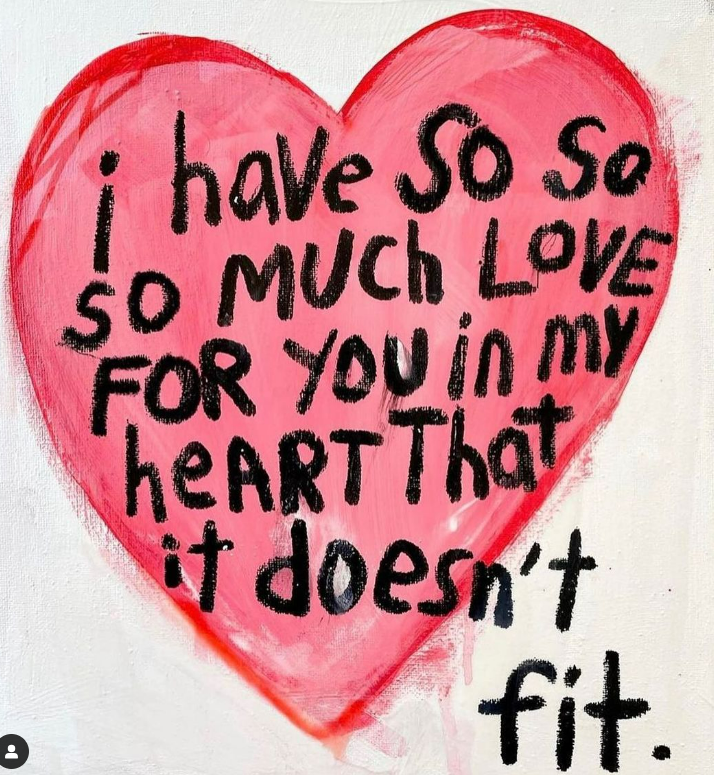 i have SO So
so MUCh LOVE
FOR YOU in my
heART That
it doesn't
fit.